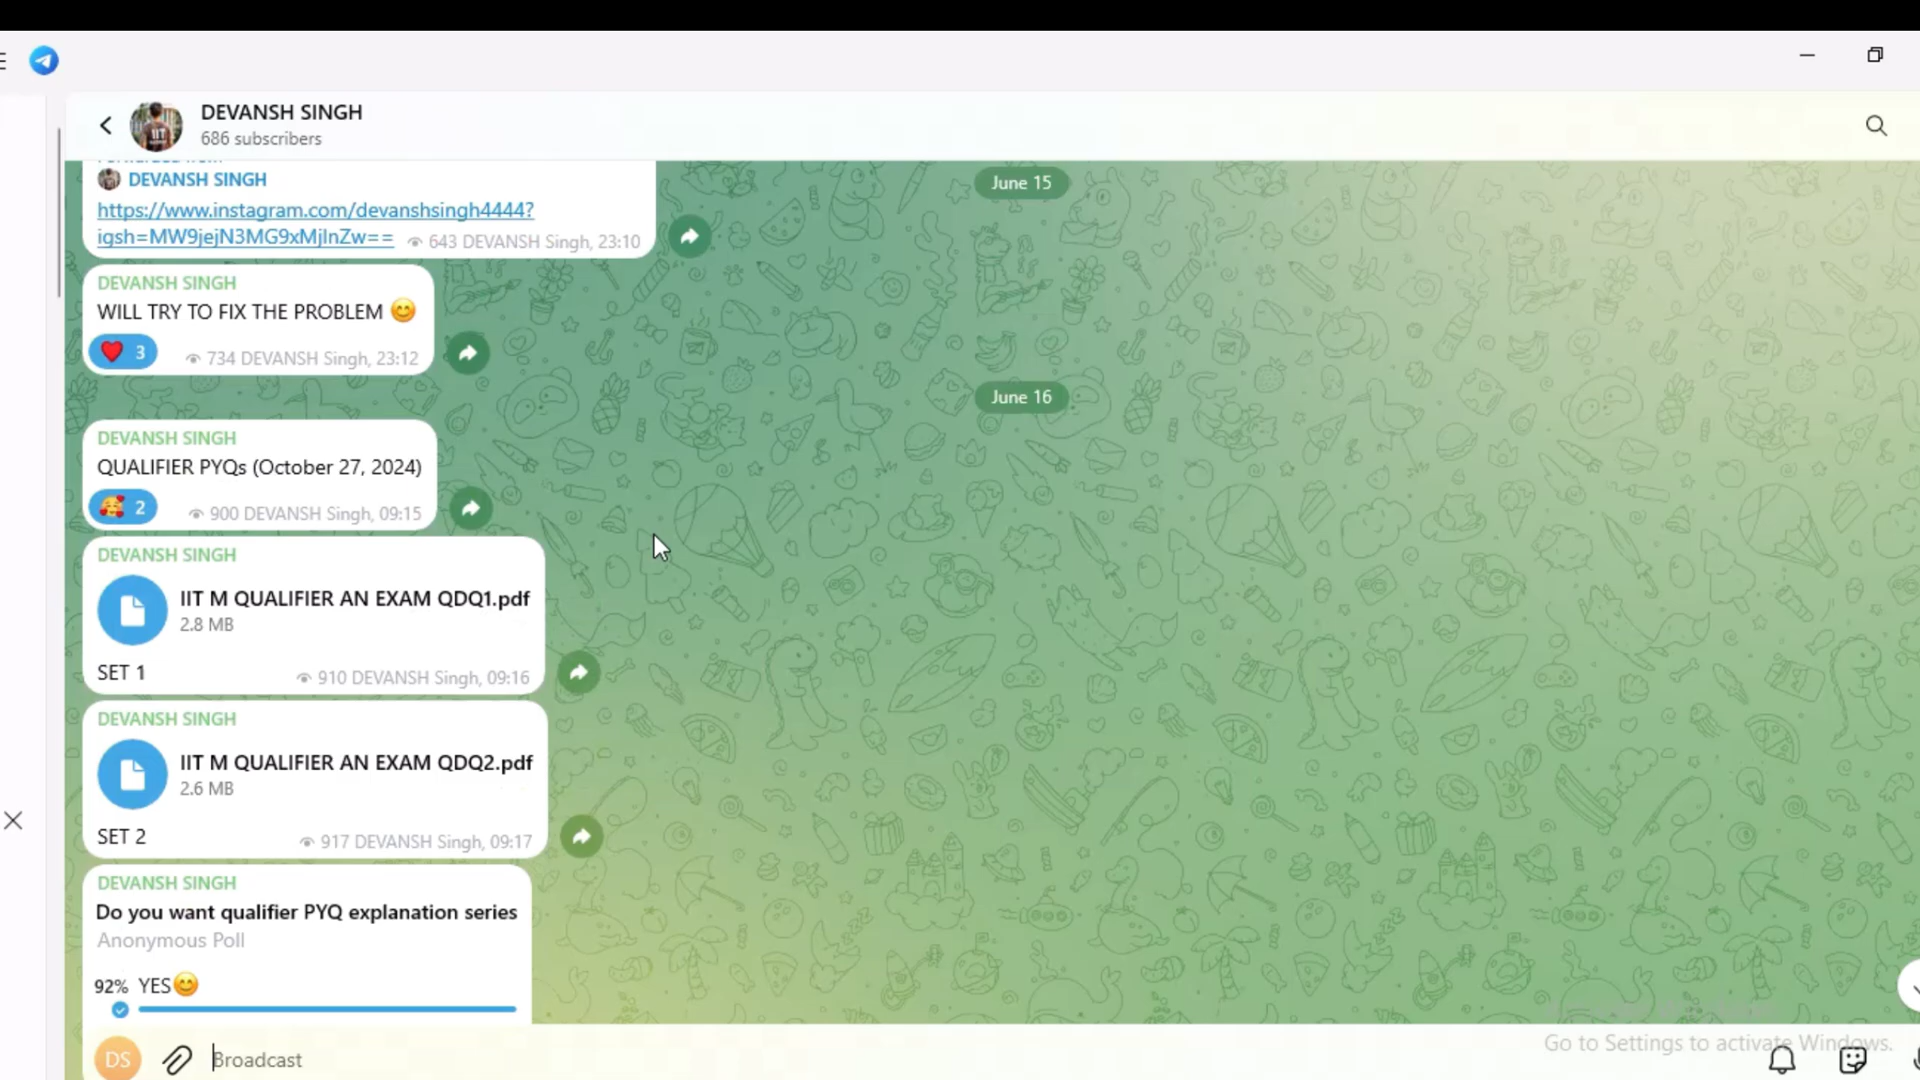 DEVANSH SINGH
686 subscribers
DEVANSH SINGH
https://www.instagram.com/devanshsingh4444?
igsh=MW9jejN3MG9xMjlnZw== 643 DEVANSH Singh, 23:10
June 15
DEVANSH SINGH
WILL TRY TO FIX THE PROBLEM 😊
❤️ 3 734 DEVANSH Singh, 23:12
June 16
DEVANSH SINGH
QUALIFIER PYQs (October 27, 2024)
🥰 2 900 DEVANSH Singh, 09:15
DEVANSH SINGH
IIT M QUALIFIER AN EXAM QDQ1.pdf
2.8 MB
SET 1 910 DEVANSH Singh, 09:16
DEVANSH SINGH
IIT M QUALIFIER AN EXAM QDQ2.pdf
2.6 MB
SET 2 917 DEVANSH Singh, 09:17
DEVANSH SINGH
Do you want qualifier PYQ explanation series
Anonymous Poll
92% YES😊
DS Broadcast
Go to Settings to activate Windows.